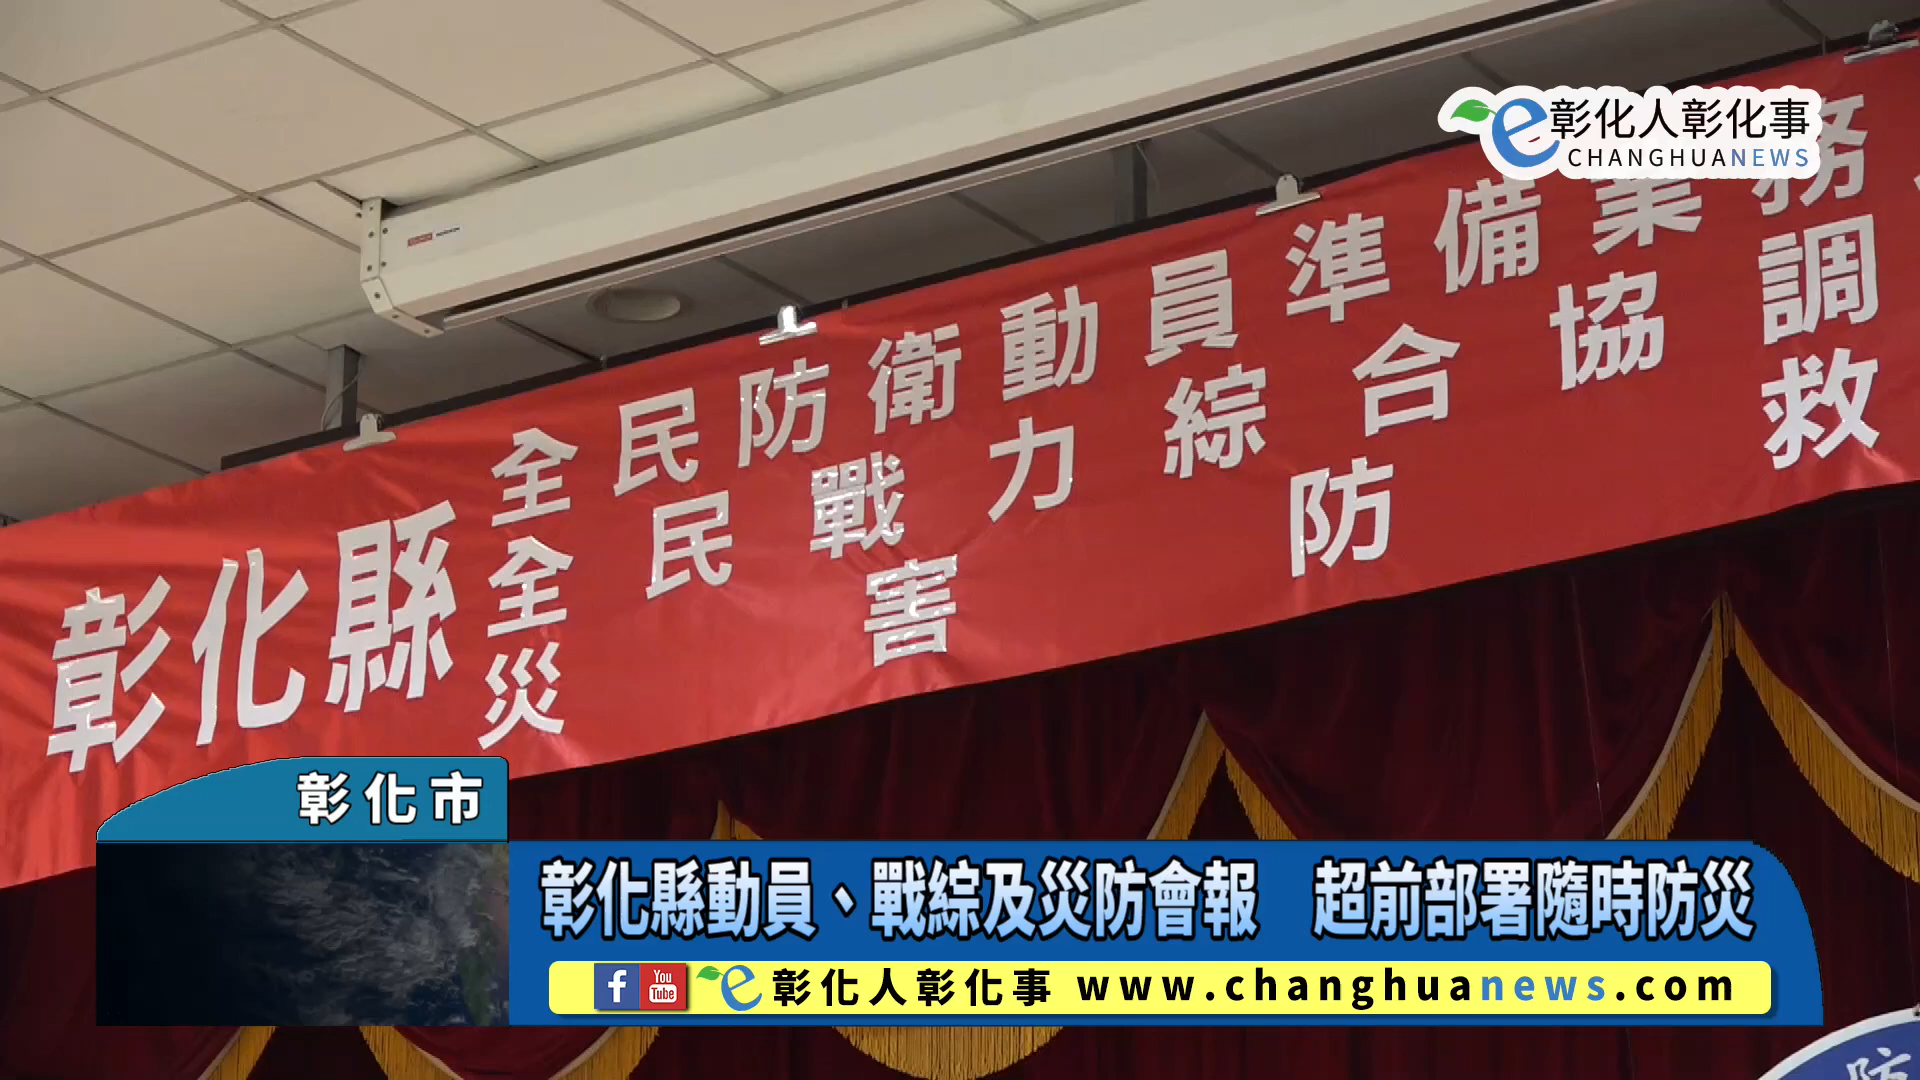 彰化人彰化事
CHANGHUANEWS
彰化縣
全民防衛動員準備業務
全民戰力綜合協調
災害防救
彰化市
彰化縣動員、戰綜及災防會報　超前部署隨時防災
f You Tube e 彰化人彰化事 www.changhuanews.com
防